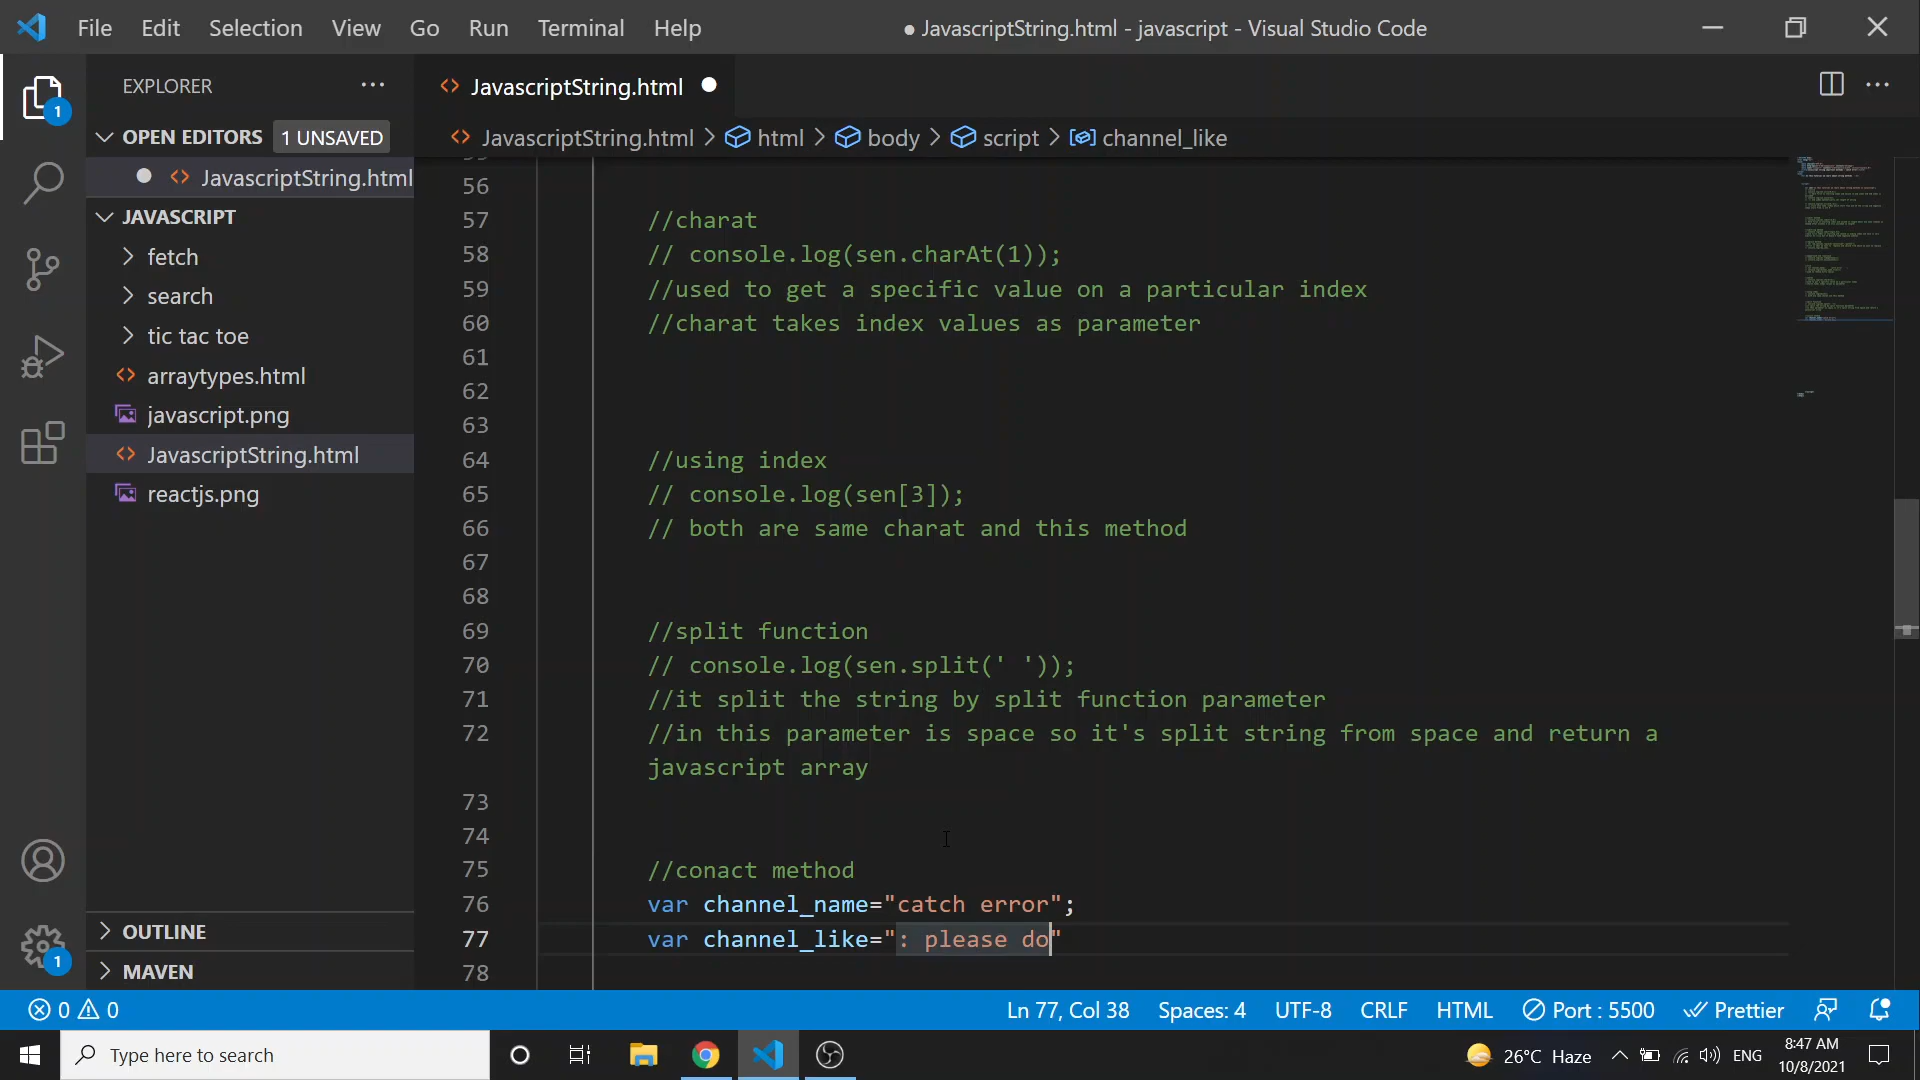 File Edit Selection View Go Run Terminal Help
● JavascriptString.html - javascript - Visual Studio Code
EXPLORER ···
JavascriptString.html
OPEN EDITORS 1 UNSAVED
JavascriptString.html > html > body > script > channel_like
JavascriptString.html
JAVASCRIPT
fetch
search
tic tac toe
arraytypes.html
javascript.png
JavascriptString.html
reactjs.png
OUTLINE
MAVEN
1
1
56
57 //charat
58 // console.log(sen.charAt(1));
59 //used to get a specific value on a particular index
60 //charat takes index values as parameter
61
62
63
64 //using index
65 // console.log(sen[3]);
66 // both are same charat and this method
67
68
69 //split function
70 // console.log(sen.split(' '));
71 //it split the string by split function parameter
72 //in this parameter is space so it's split string from space and return a
javascript array
73
74
75 //conact method
76 var channel_name="catch error";
77 var channel_like=": please do"
78
0 0 Ln 77, Col 38 Spaces: 4 UTF-8 CRLF HTML Port : 5500 Prettier
Type here to search
26°C Haze ENG
8:47 AM
10/8/2021